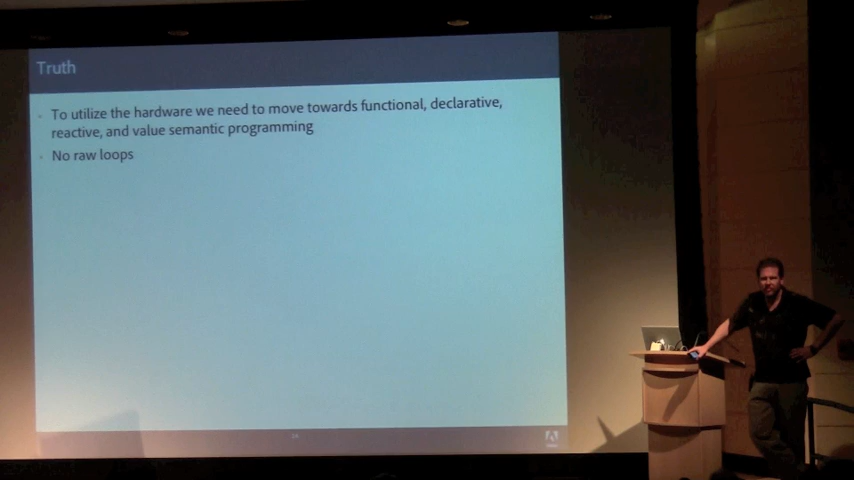 Truth
To utilize the hardware we need to move towards functional, declarative,
reactive, and value semantic programming
No raw loops